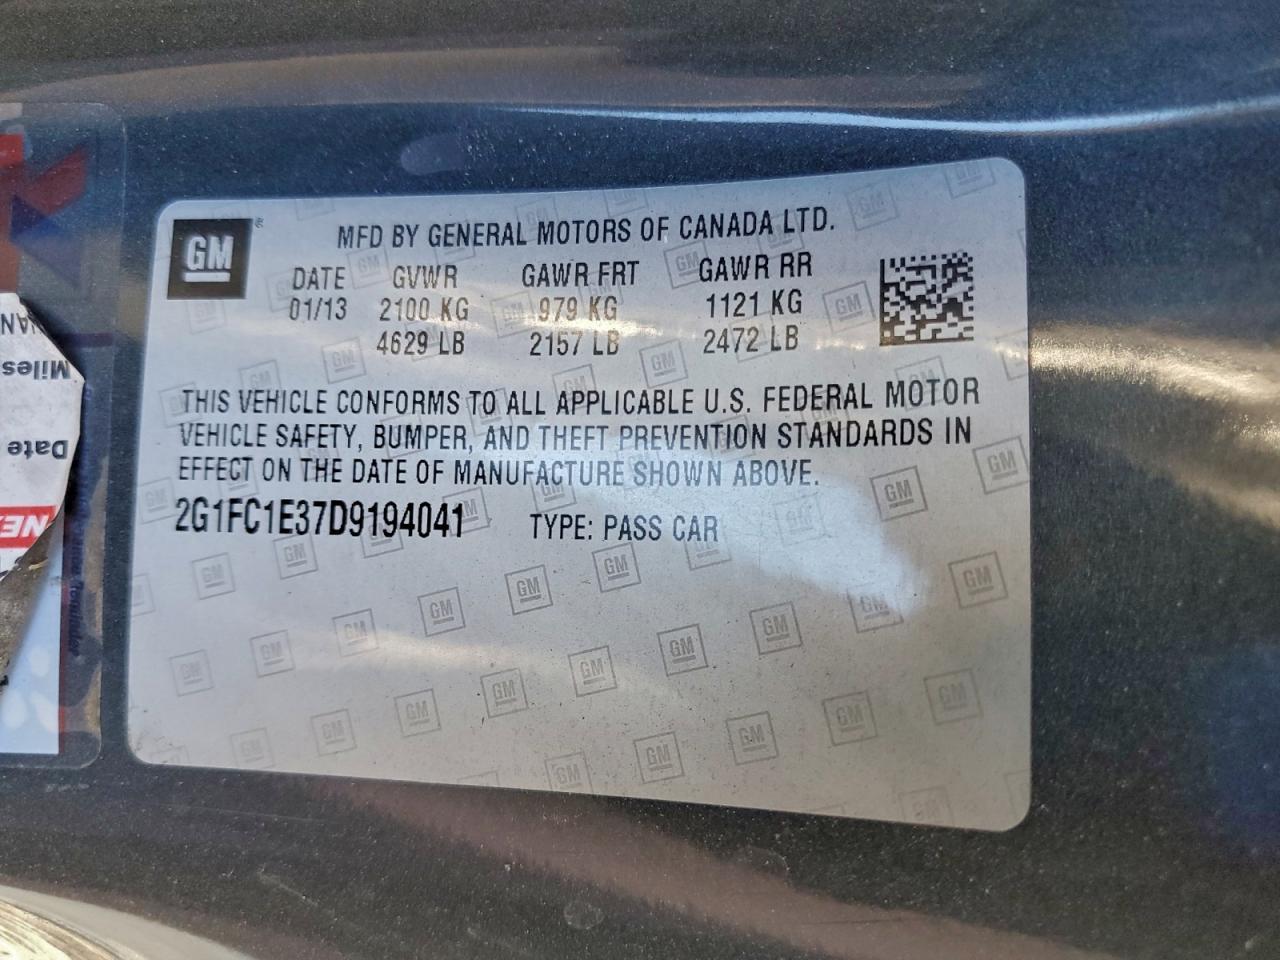 GM ®
MFD BY GENERAL MOTORS OF CANADA LTD.
DATE GVWR GAWR FRT GAWR RR
01/13 2100 KG 979 KG 1121 KG
4629 LB 2157 LB 2472 LB
THIS VEHICLE CONFORMS TO ALL APPLICABLE U.S. FEDERAL MOTOR
VEHICLE SAFETY, BUMPER, AND THEFT PREVENTION STANDARDS IN
EFFECT ON THE DATE OF MANUFACTURE SHOWN ABOVE.
2G1FC1E37D9194041 TYPE: PASS CAR
Miles
Date